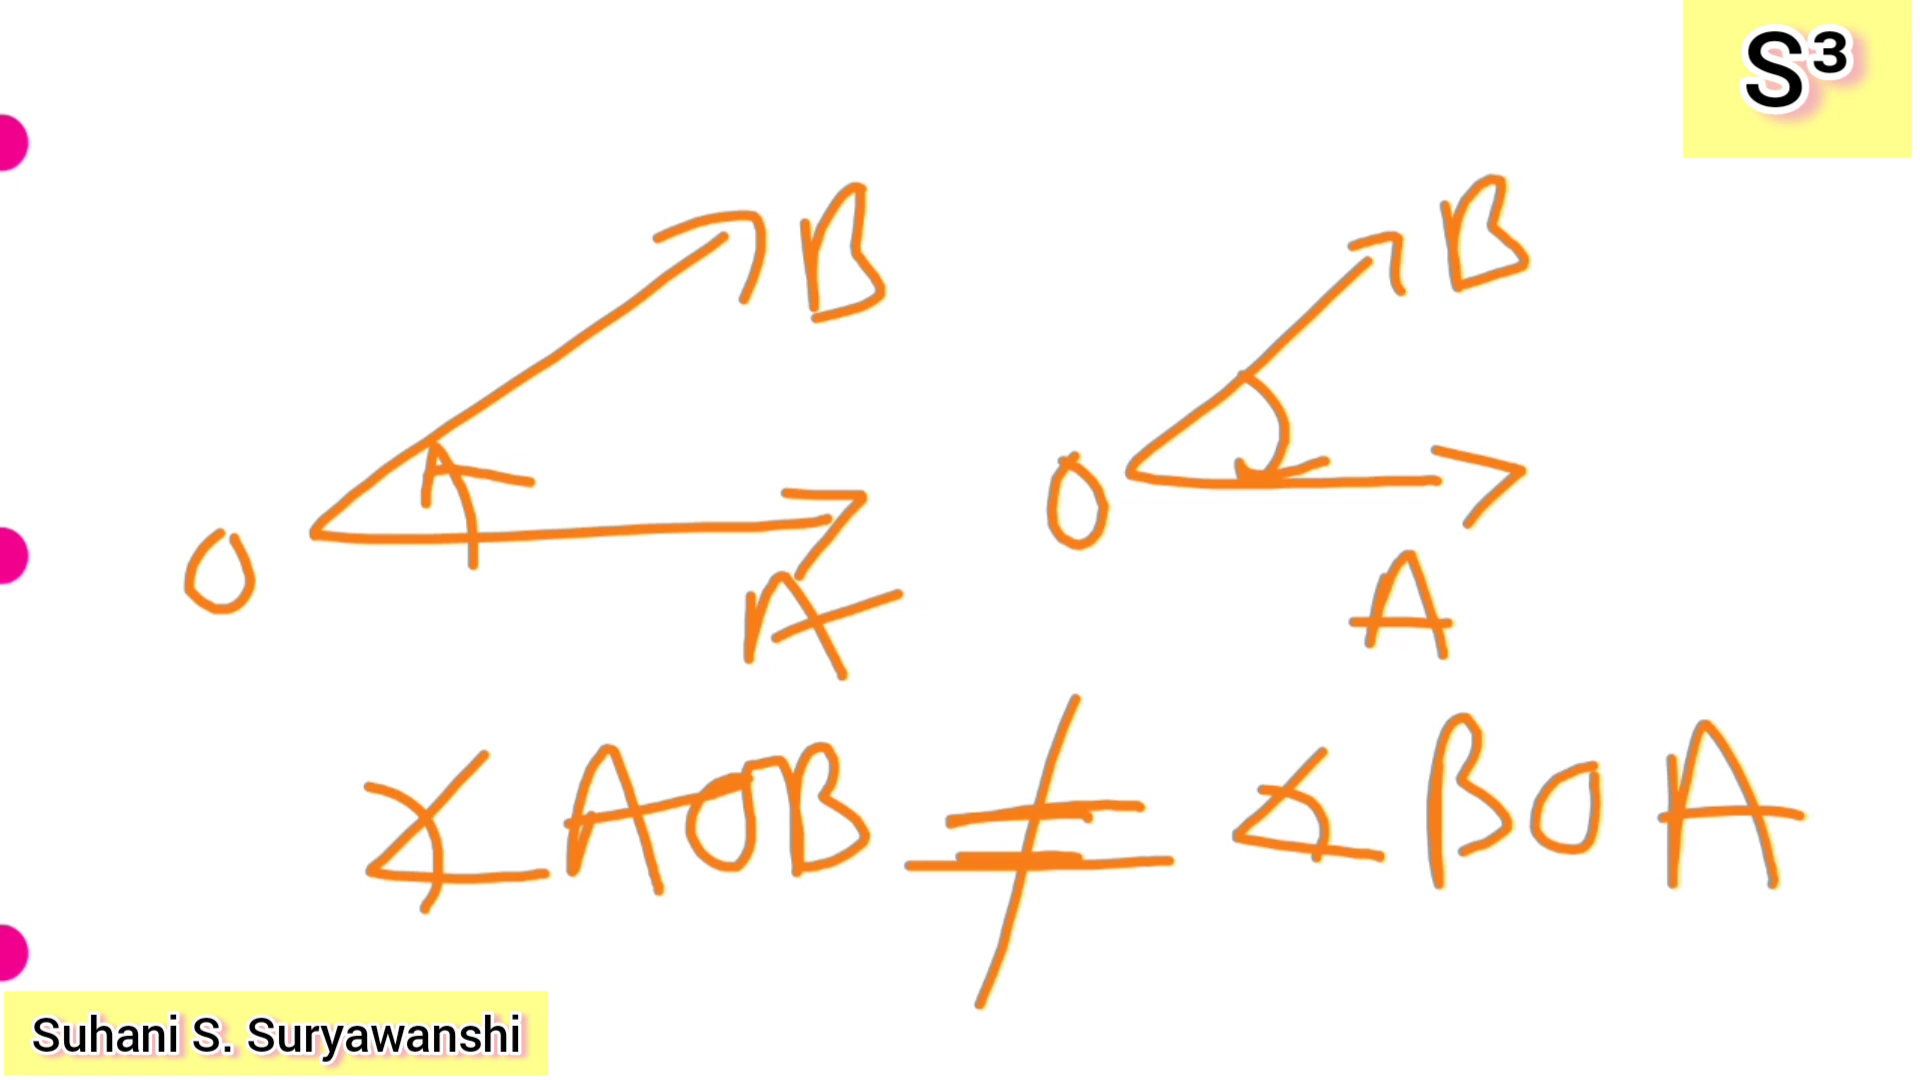 S³
B
B
O
O
A
A
∡AOB ≠ ∡BOA
Suhani S. Suryawanshi